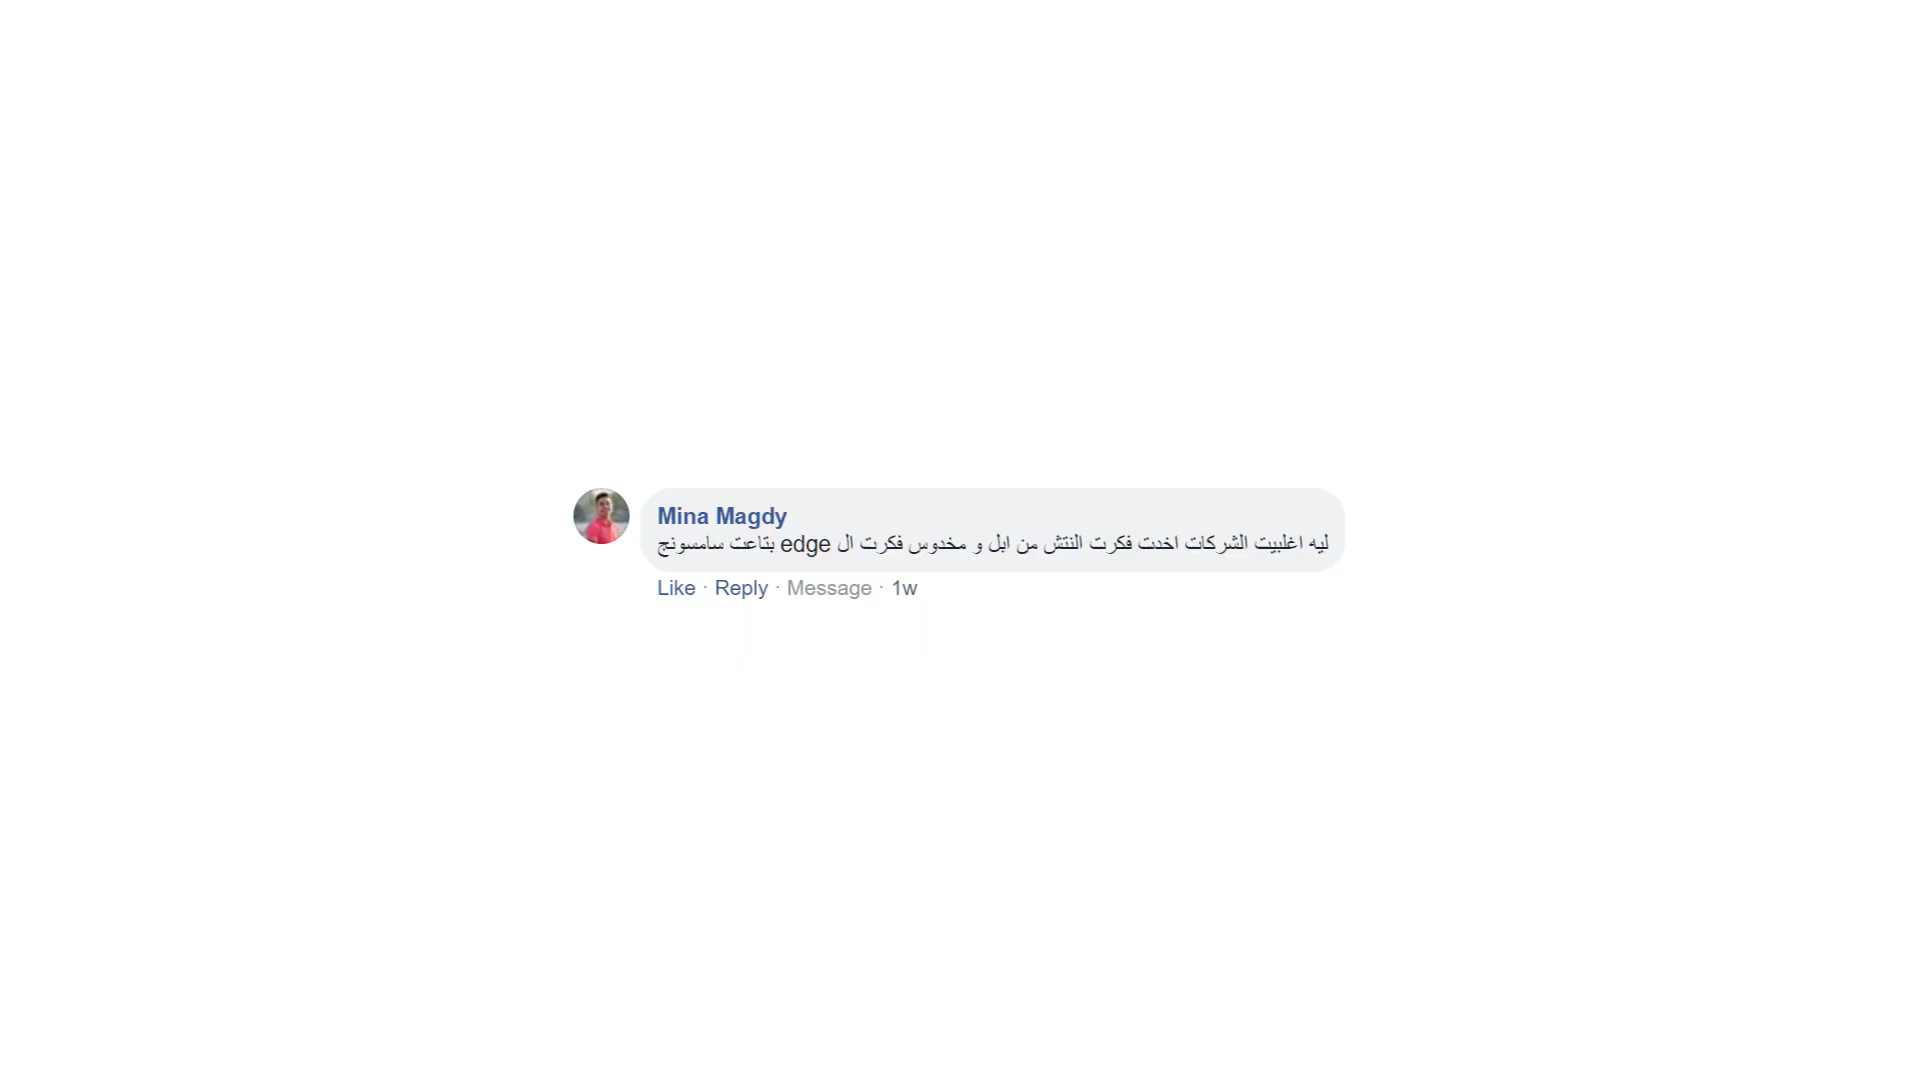 Mina Magdy
ليه اغلبيت الشركات اخدت فكرت النتش من ابل و مخدوس فكرت ال edge بتاعت سامسونج
Like · Reply · Message · 1w